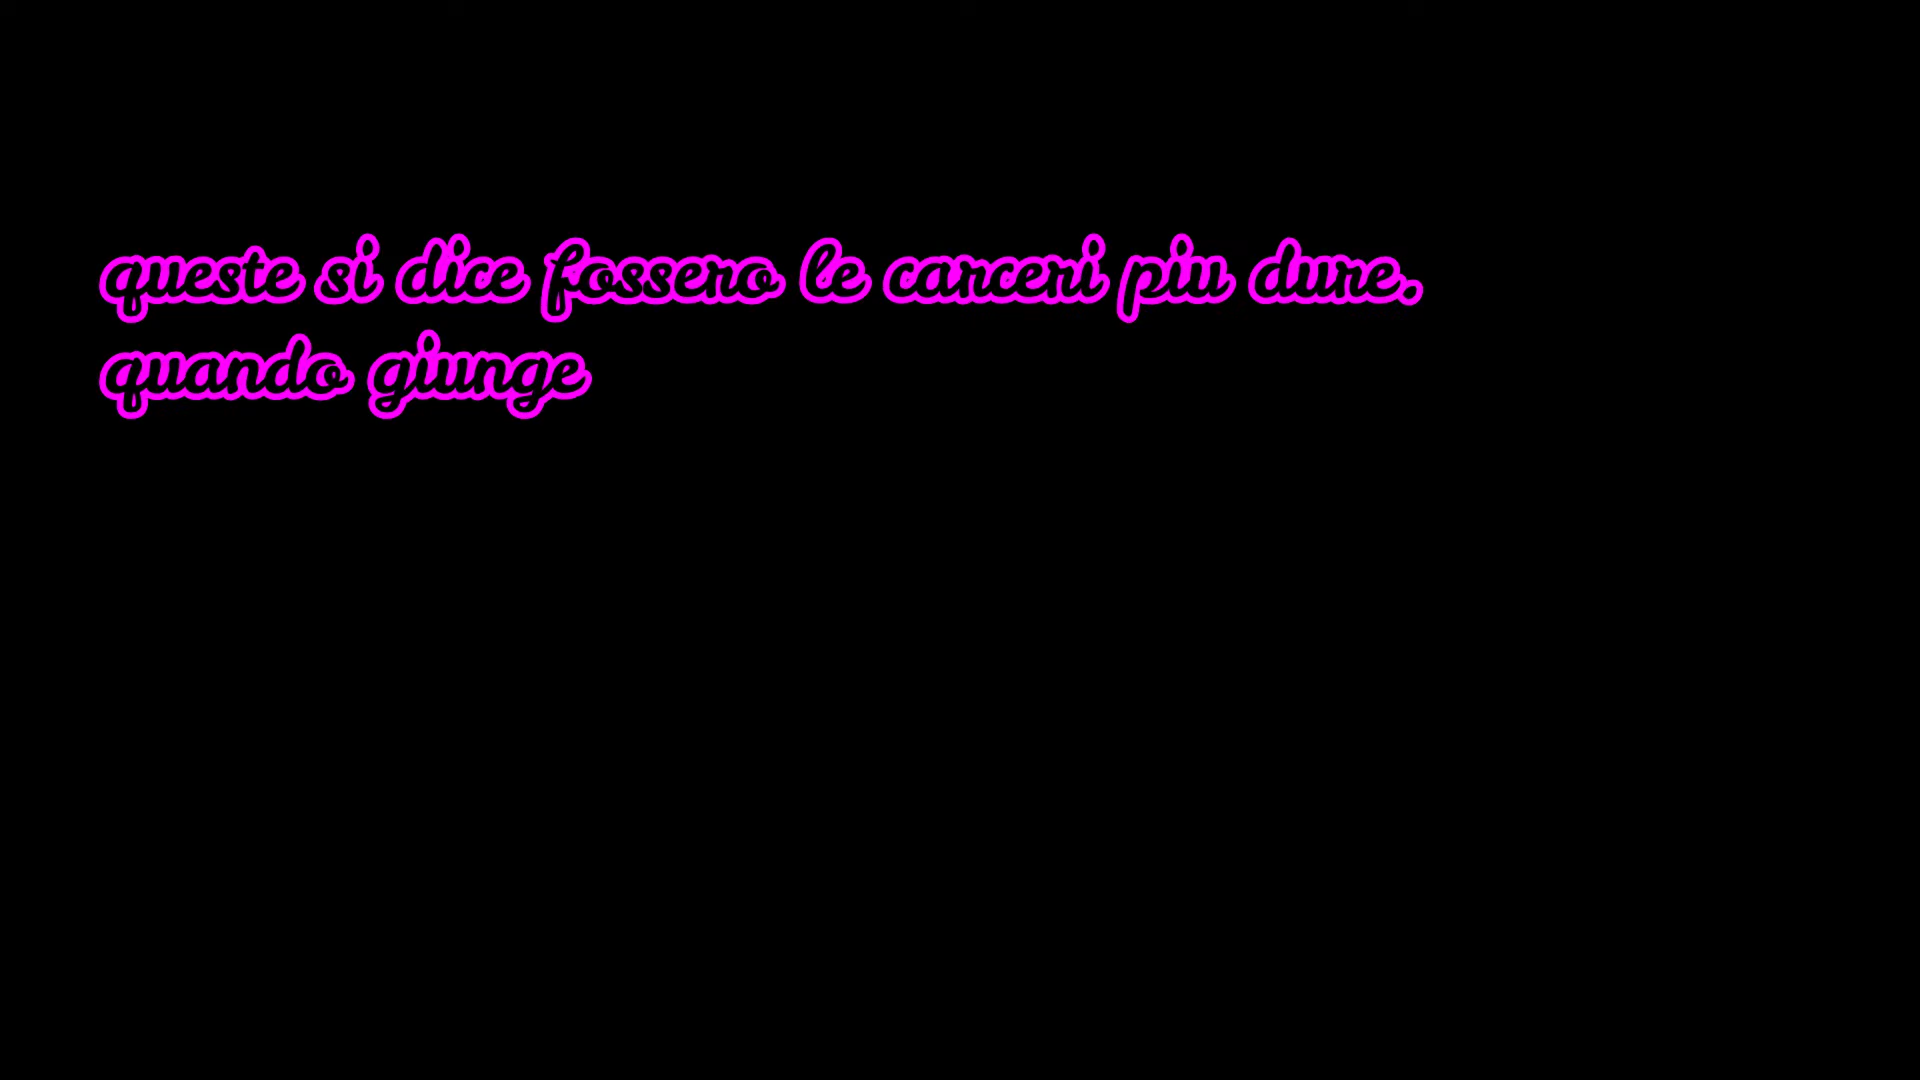 queste si dice fossero le carceri piu dure.
quando giunge